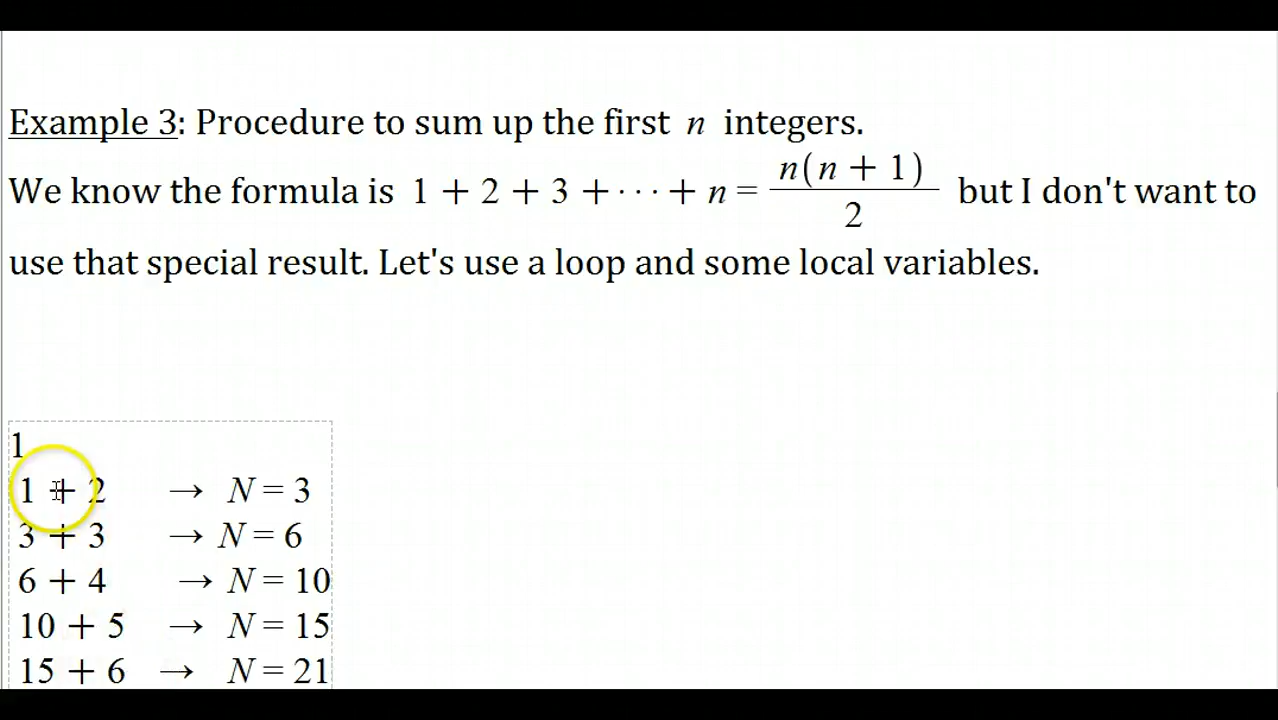 Example 3: Procedure to sum up the first n integers.
We know the formula is 1 + 2 + 3 + ⋯ + n = n(n + 1)/2 but I don't want to
use that special result. Let's use a loop and some local variables.
1
1 + 2 → N = 3
3 + 3 → N = 6
6 + 4 → N = 10
10 + 5 → N = 15
15 + 6 → N = 21